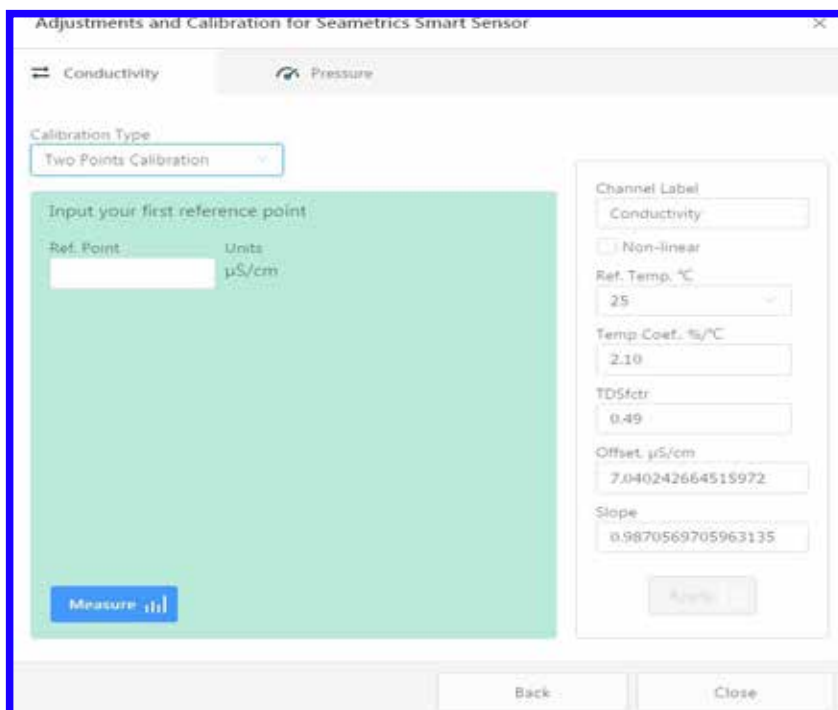 Adjustments and Calibration for Seametrics Smart Sensor
Conductivity
Pressure
Calibration Type
Two Points Calibration
Input your first reference point
Ref. Point
Units
µS/cm
Measure
Channel Label
Conductivity
Non-linear
Ref. Temp. °C
25
Temp Coef. %/°C
2.10
TDSfctr
0.49
Offset, µS/cm
7.040242664515972
Slope
0.9870569705963135
Apply
Back
Close